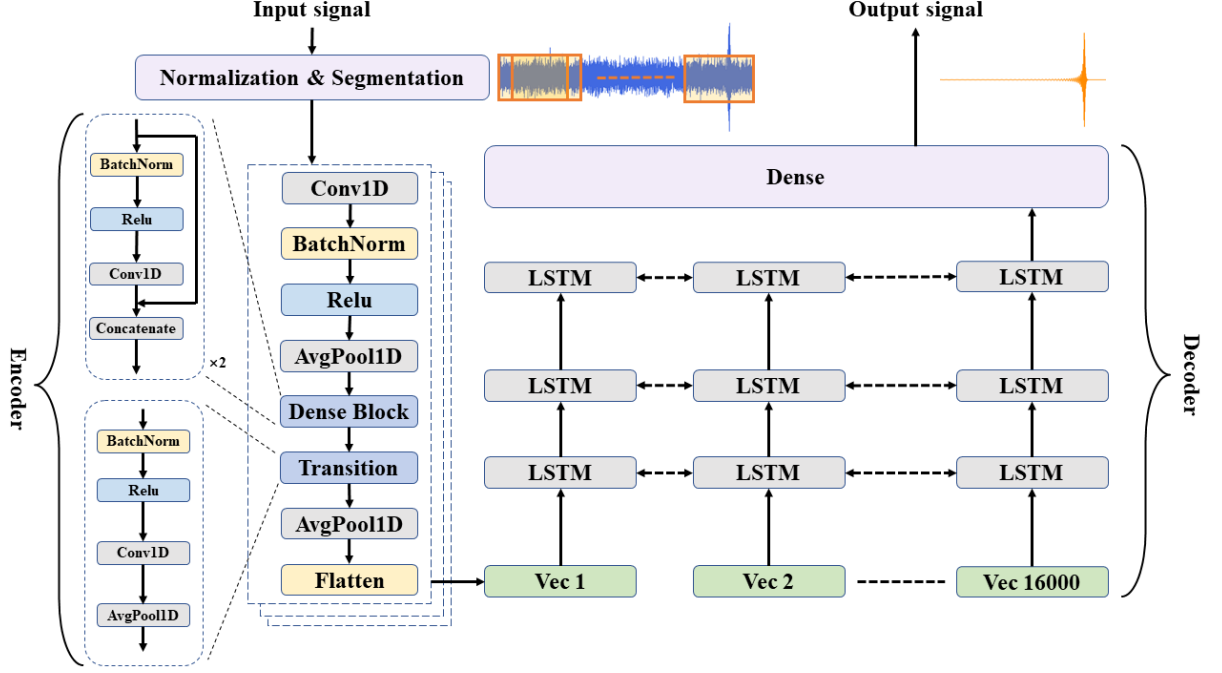 Input signal
Output signal
Normalization & Segmentation
Encoder
BatchNorm
Relu
Conv1D
Concatenate
×2
BatchNorm
Relu
Conv1D
AvgPool1D
Conv1D
BatchNorm
Relu
AvgPool1D
Dense Block
Transition
AvgPool1D
Flatten
Dense
LSTM
LSTM
LSTM
LSTM
LSTM
LSTM
LSTM
LSTM
LSTM
Vec 1
Vec 2
Vec 16000
Decoder